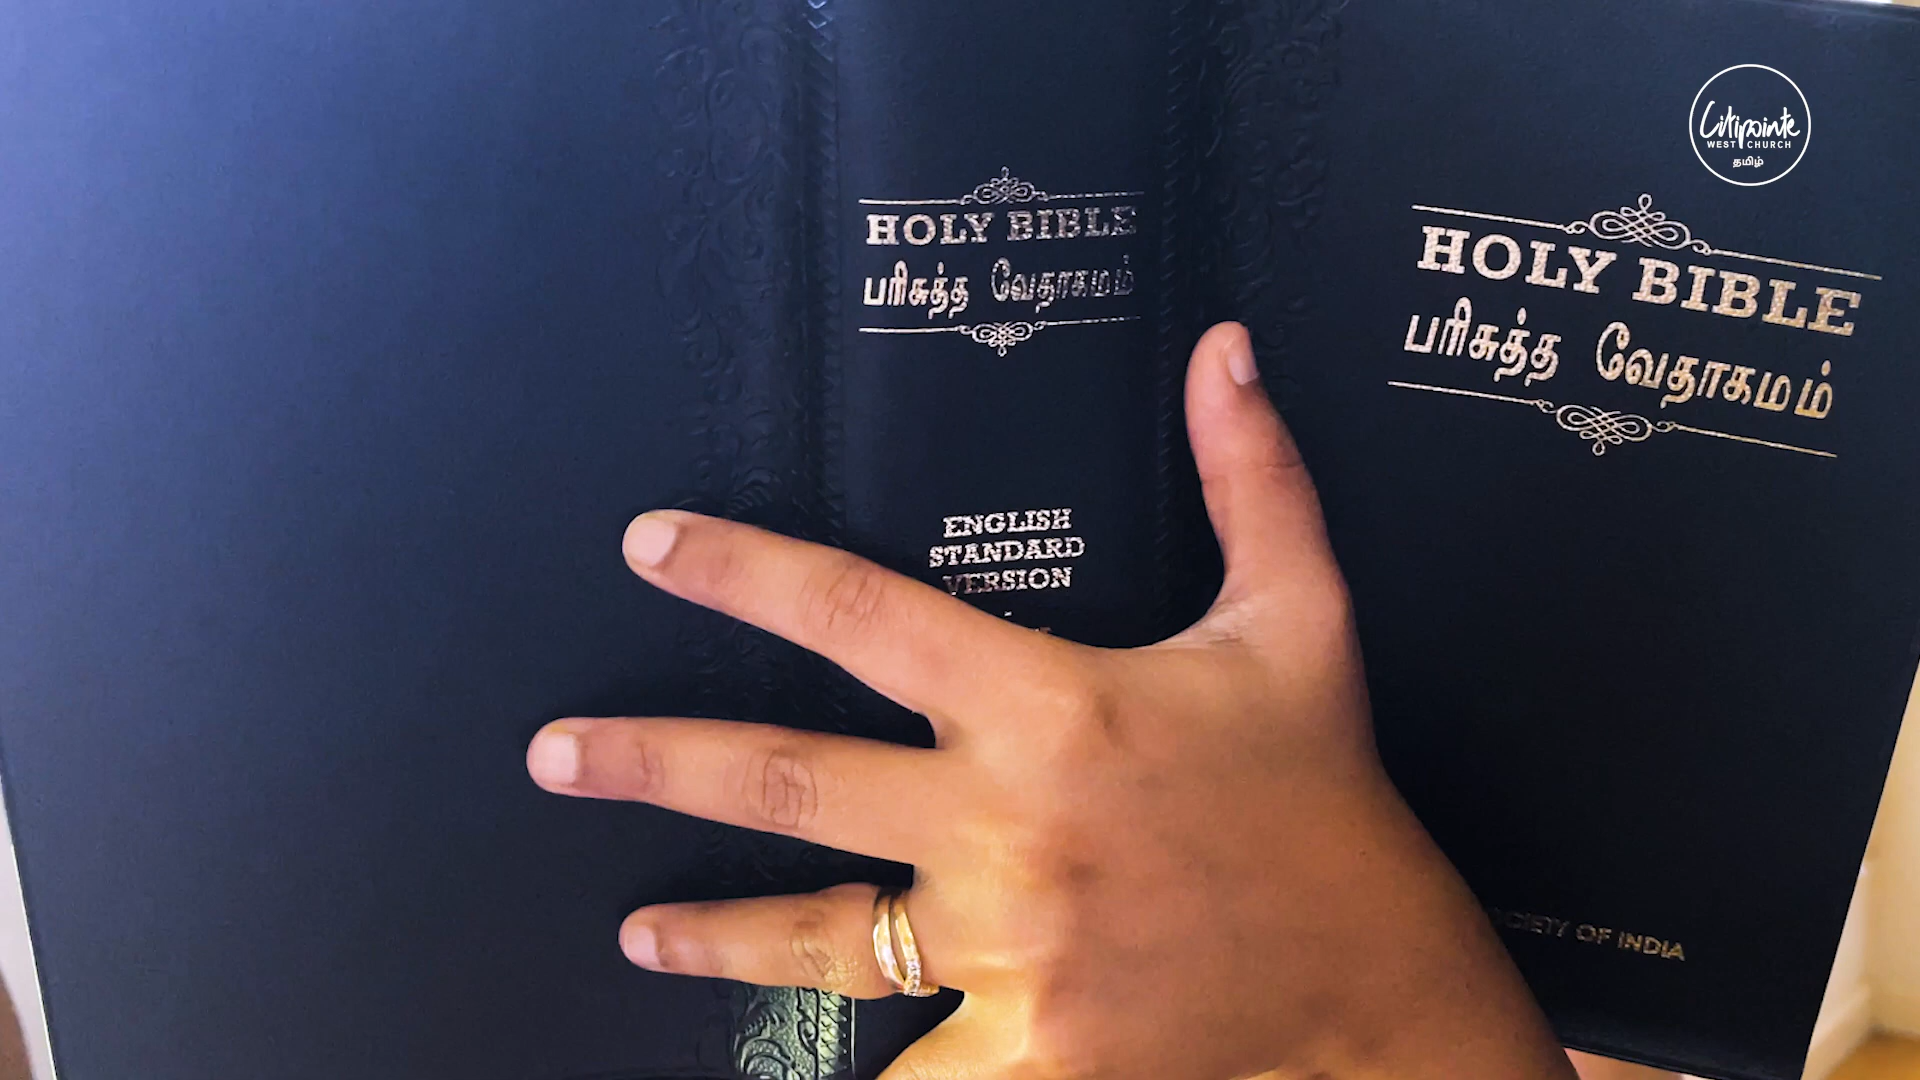 Citipointe
WEST CHURCH
தமிழ்
HOLY BIBLE
பரிசுத்த வேதாகமம்
ENGLISH
STANDARD
VERSION
HOLY BIBLE
பரிசுத்த வேதாகமம்
OF INDIA